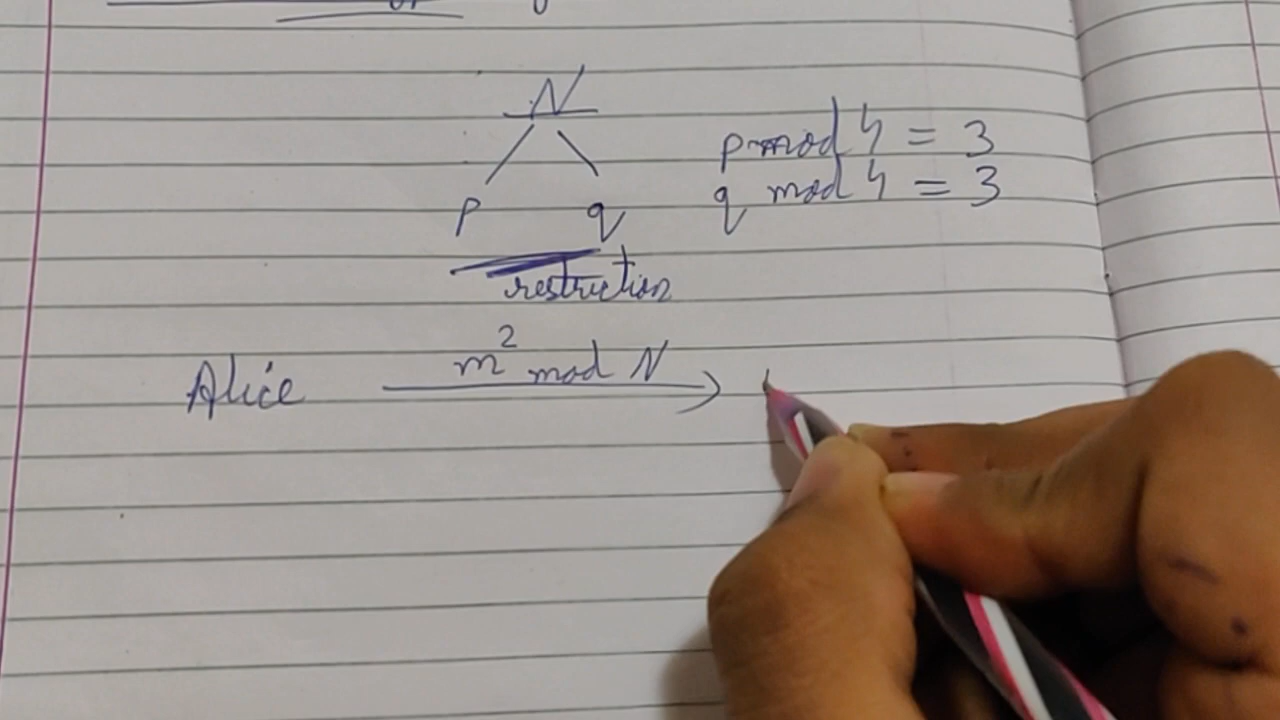 N
p mod 4 = 3
p q q mod 4 = 3
restriction
Alice m² mod N